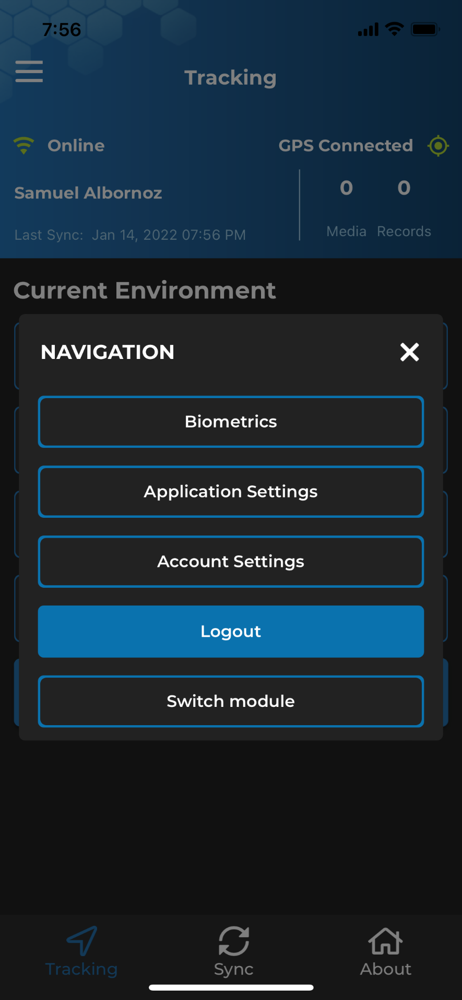 7:56
Tracking
Online
GPS Connected
Samuel Albornoz
0 0
Last Sync: Jan 14, 2022 07:56 PM
Media Records
Current Environment
NAVIGATION
Biometrics
Application Settings
Account Settings
Logout
Switch module
Tracking Sync About